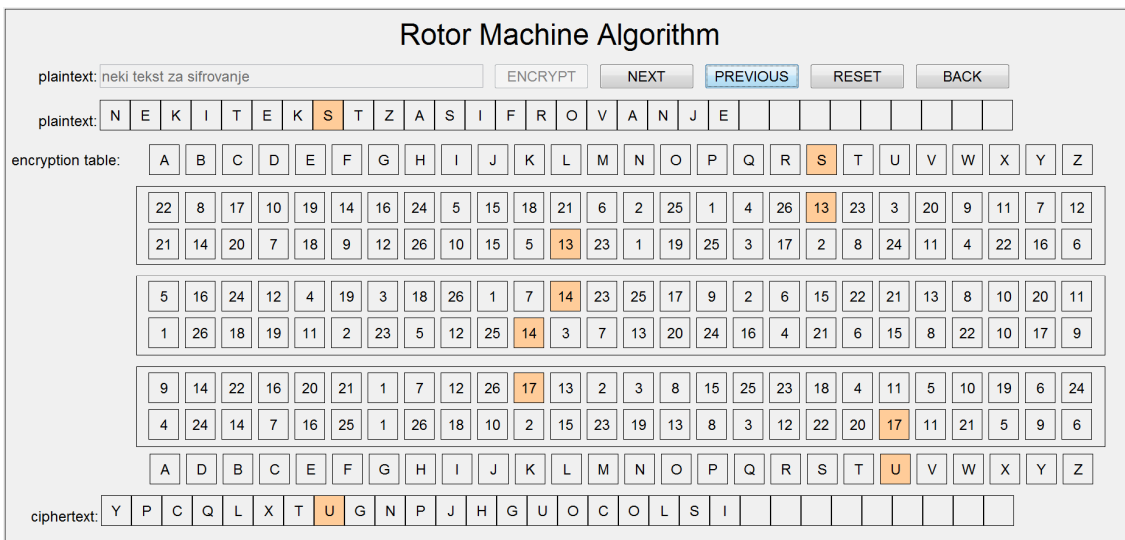 Rotor Machine Algorithm
plaintext: neki tekst za sifrovanje ENCRYPT NEXT PREVIOUS RESET BACK
plaintext: N E K I T E K S T Z A S I F R O V A N J E
encryption table: A B C D E F G H I J K L M N O P Q R S T U V W X Y Z
22 8 17 10 19 14 16 24 5 15 18 21 6 2 25 1 4 26 13 23 3 20 9 11 7 12
21 14 20 7 18 9 12 26 10 15 5 13 23 1 19 25 3 17 2 8 24 11 4 22 16 6
5 16 24 12 4 19 3 18 26 1 7 14 23 25 17 9 2 6 15 22 21 13 8 10 20 11
1 26 18 19 11 2 23 5 12 25 14 3 7 13 20 24 16 4 21 6 15 8 22 10 17 9
9 14 22 16 20 21 1 7 12 26 17 13 2 3 8 15 25 23 18 4 11 5 10 19 6 24
4 24 14 7 16 25 1 26 18 10 2 15 23 19 13 8 3 12 22 20 17 11 21 5 9 6
A D B C E F G H I J K L M N O P Q R S T U V W X Y Z
ciphertext: Y P C Q L X T U G N P J H G U O C O L S I